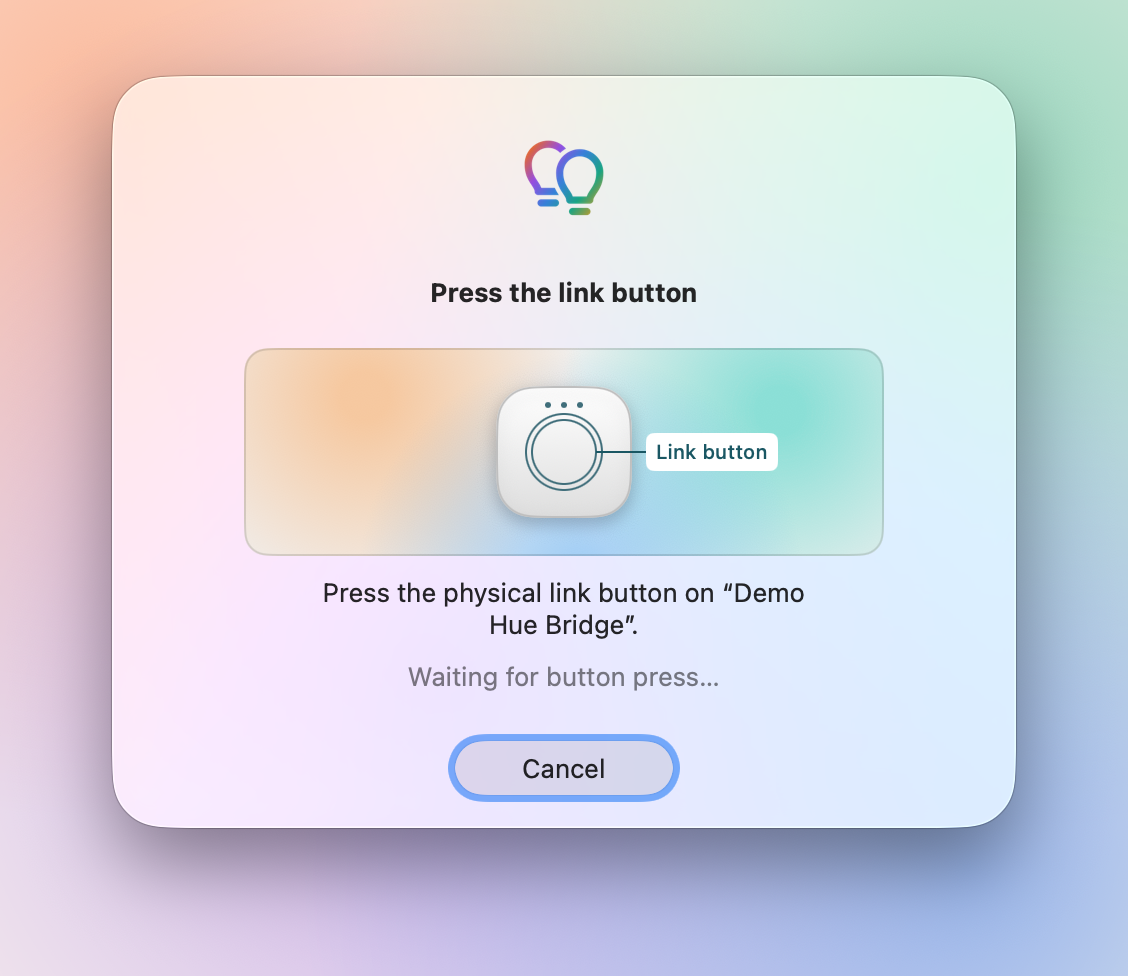 Press the link button
Link button
Press the physical link button on “Demo
Hue Bridge”.
Waiting for button press...
Cancel